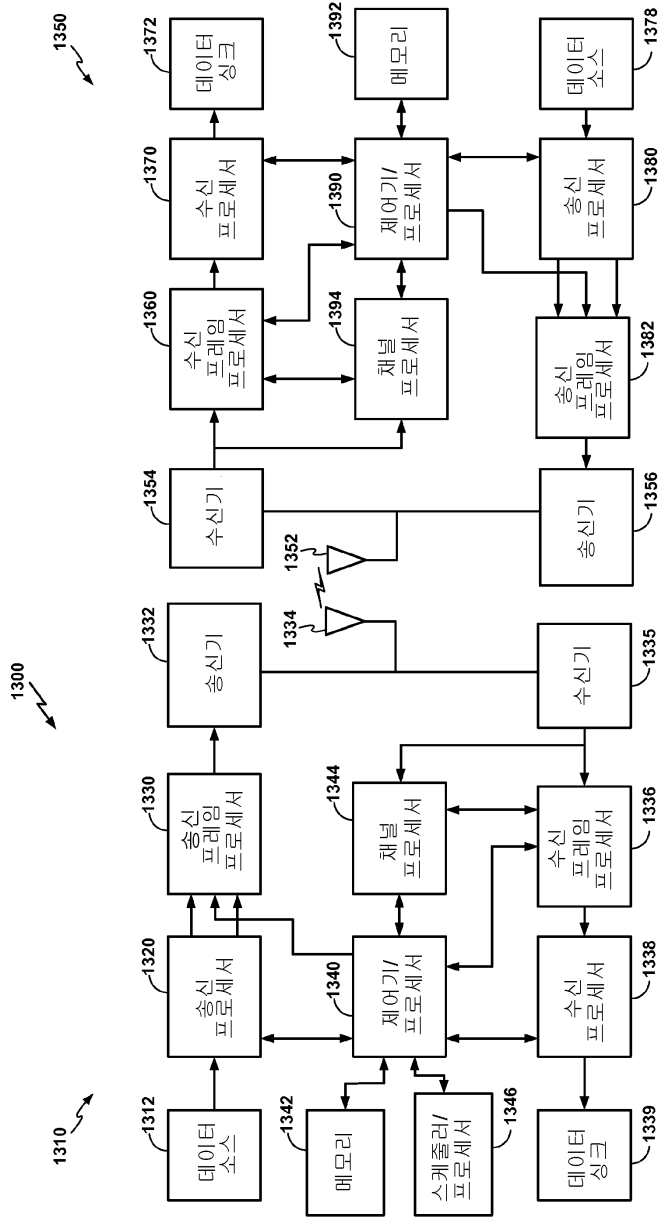 1300
1310
1312
데이터
소스
1320
송신
프로세서
1330
송신
프레임
프로세서
1332
송신기
1334
1342
메모리
1340
제어기/
프로세서
1344
채널
프로세서
1346
스케줄러/
프로세서
1339
데이터
싱크
1338
수신
프로세서
1336
수신
프레임
프로세서
1335
수신기
1350
1352
1354
수신기
1360
수신
프레임
프로세서
1370
수신
프로세서
1372
데이터
싱크
1394
채널
프로세서
1390
제어기/
프로세서
1392
메모리
1356
송신기
1382
송신
프레임
프로세서
1380
송신
프로세서
1378
데이터
소스